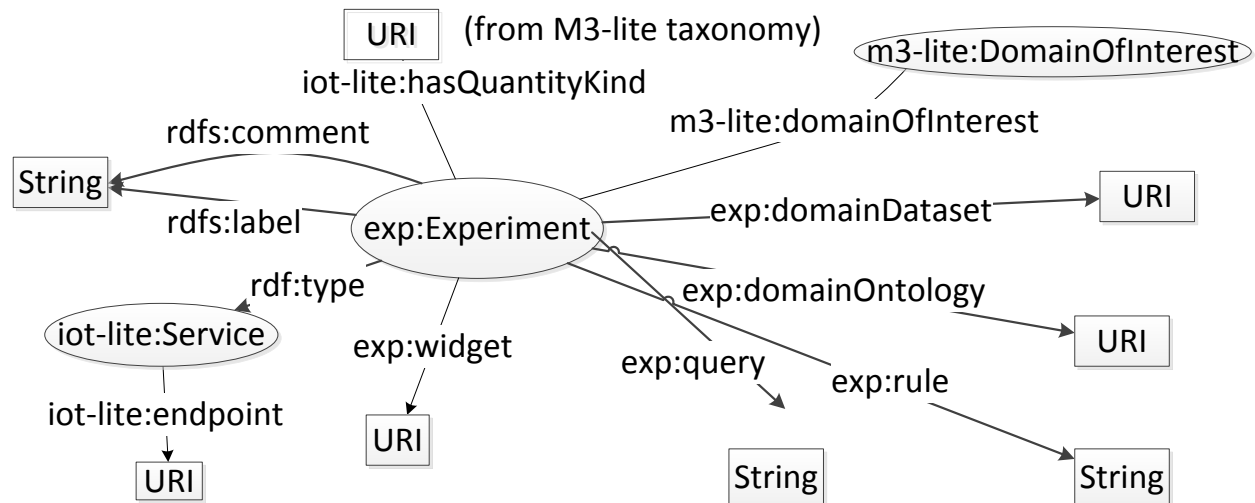 URI (from M3-lite taxonomy)
m3-lite:DomainOfInterest
iot-lite:hasQuantityKind
m3-lite:domainOfInterest
rdfs:comment
String
exp:domainDataset
URI
rdfs:label
exp:Experiment
rdf:type
exp:domainOntology
iot-lite:Service
exp:widget
URI
exp:query
exp:rule
iot-lite:endpoint
URI
URI
String
String